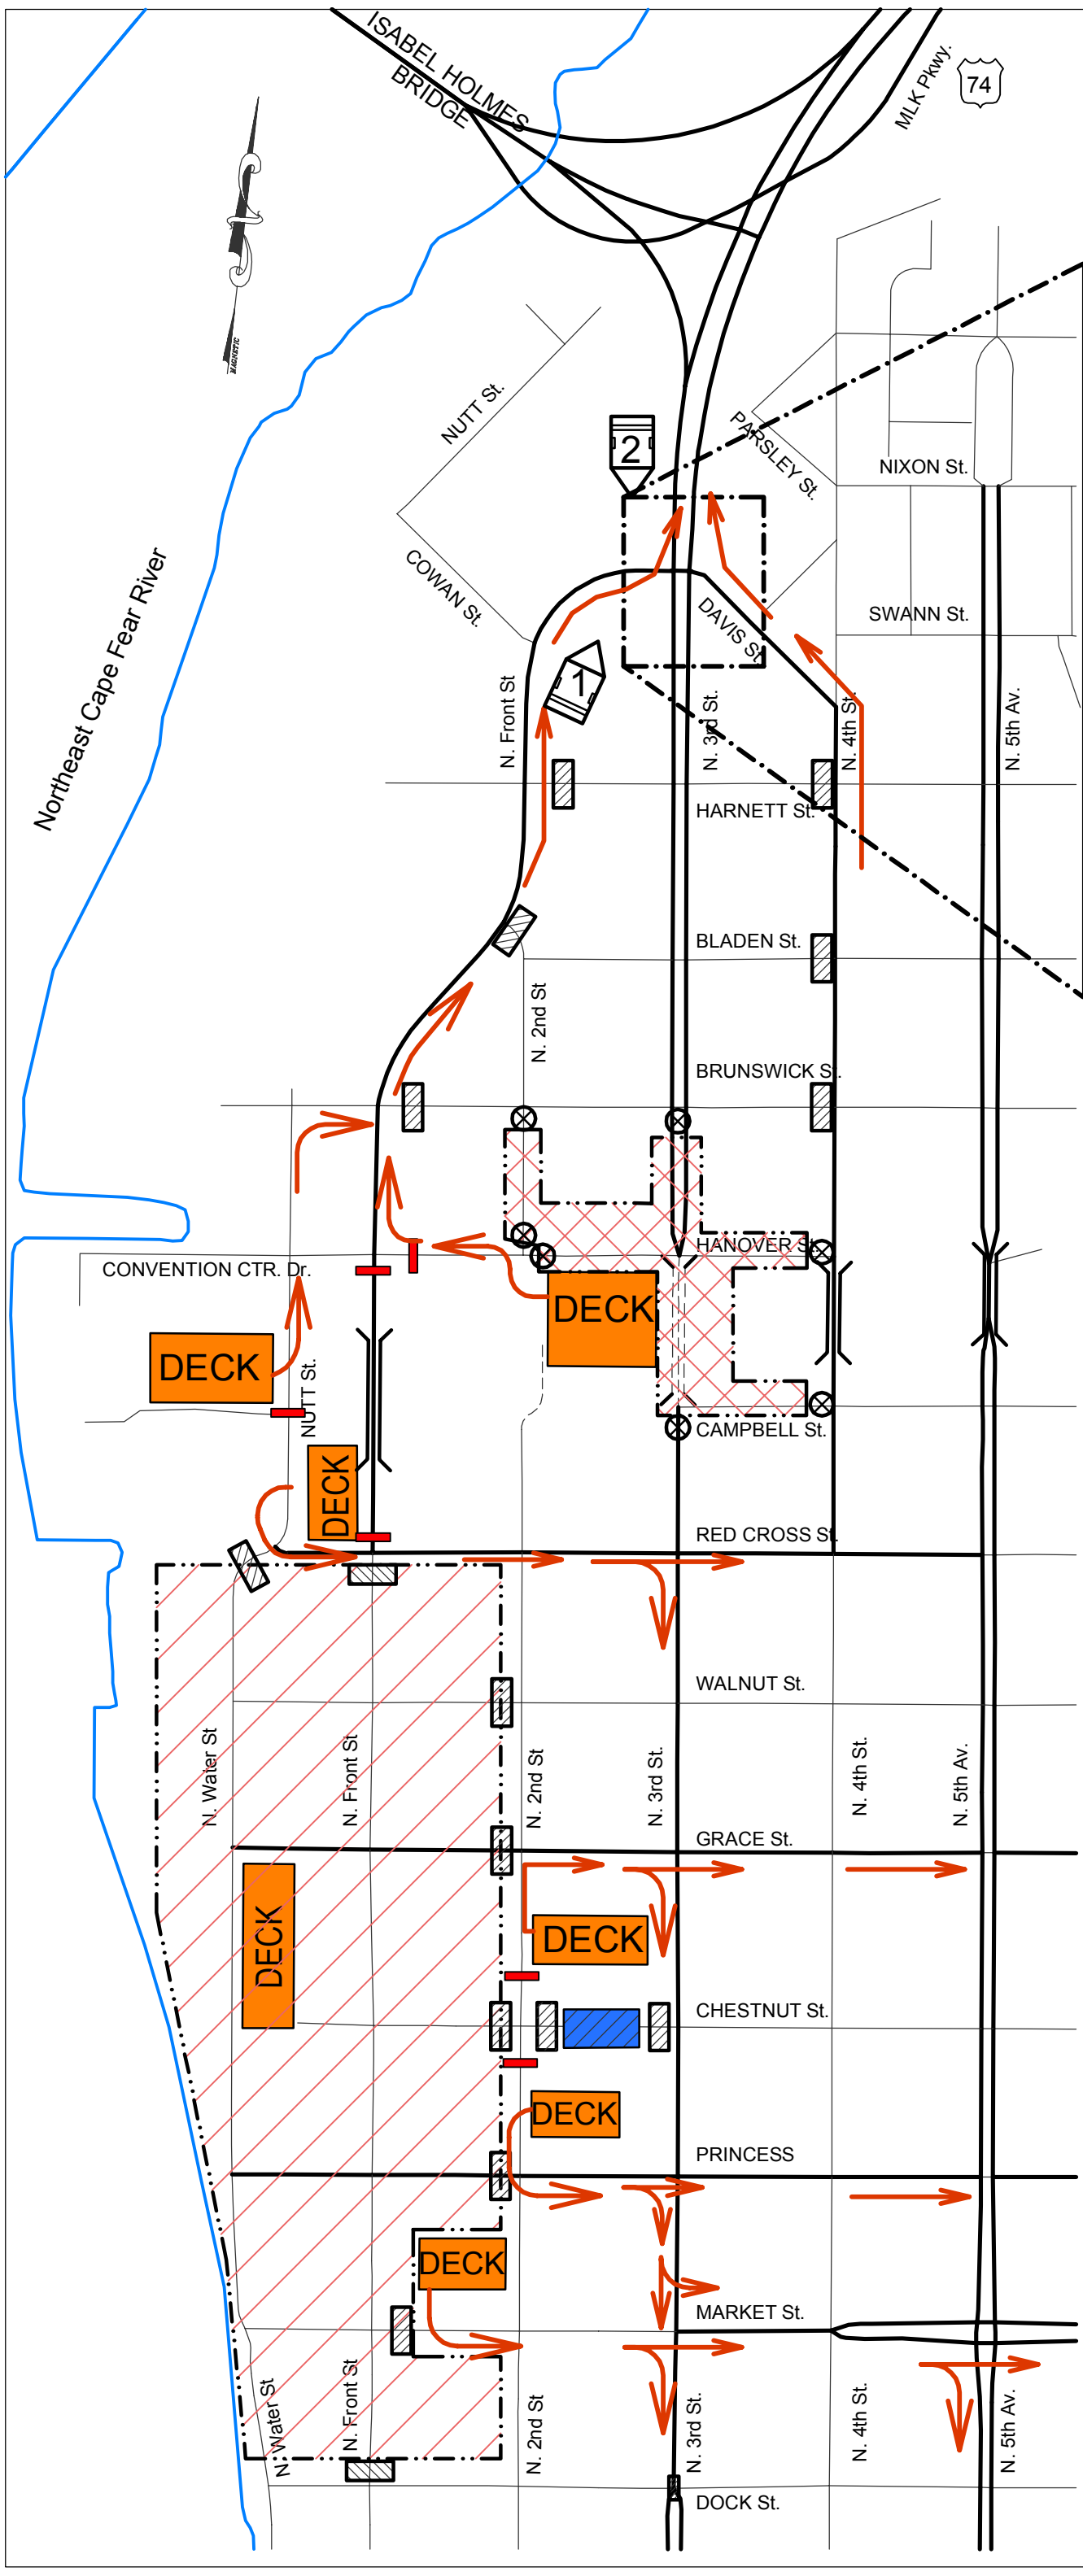 ISABEL HOLMES
BRIDGE
MLK Pkwy.
74
MAGNETIC
NUTT St.
2
PARSLEY St.
NIXON St.
COWAN St.
Northeast Cape Fear River
DAVIS St
SWANN St.
1
N. Front St
N. 3rd St.
N. 4th St.
N. 5th Av.
HARNETT St.
BLADEN St.
N. 2nd St
BRUNSWICK St.
HANOVER St
CONVENTION CTR. Dr.
DECK
DECK
NUTT St.
CAMPBELL St.
DECK
RED CROSS St.
WALNUT St.
N. Water St
N. Front St
N. 2nd St
N. 3rd St.
N. 4th St.
N. 5th Av.
GRACE St.
DECK
DECK
CHESTNUT St.
DECK
PRINCESS
DECK
MARKET St.
N. Water St
N. Front St
N. 2nd St
N. 3rd St.
N. 4th St.
N. 5th Av.
DOCK St.